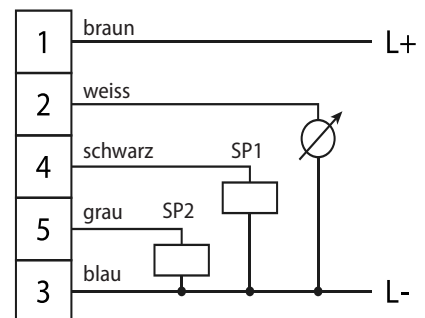 1 braun L+
2 weiss
4 schwarz SP1
5 grau SP2
3 blau L-